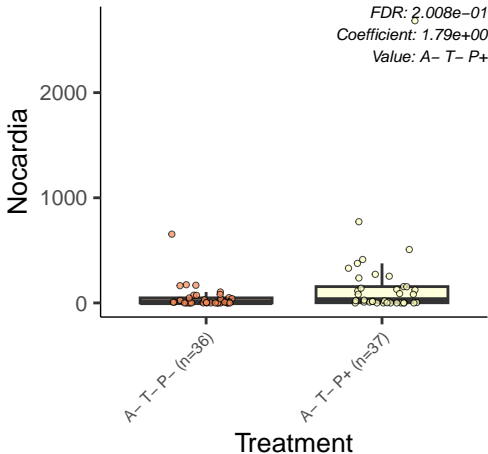 FDR: 2.008e−01
Coefficient: 1.79e+00
Value: A− T− P+
Nocardia
2000
1000
0
A− T− P− (n=36)
A− T− P+ (n=37)
Treatment